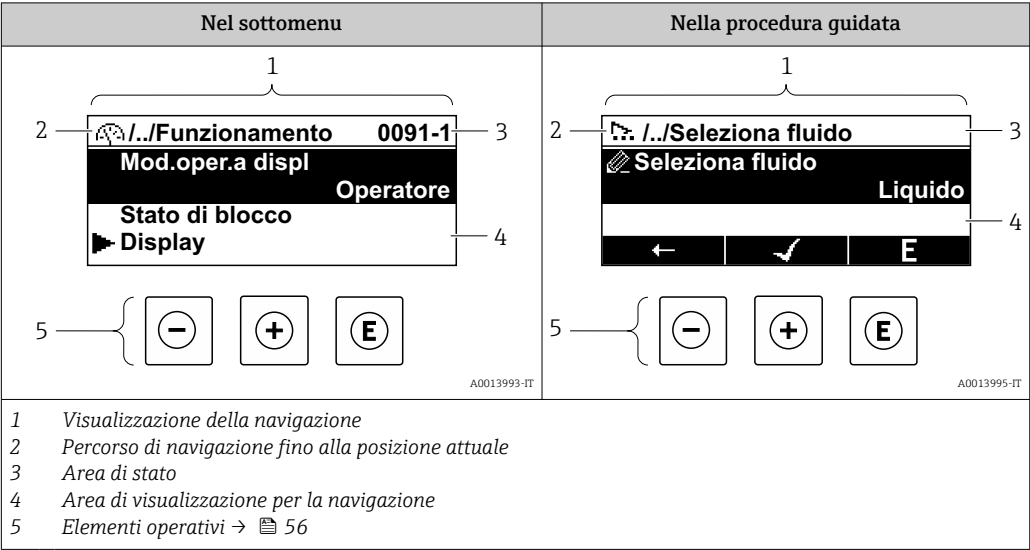 Nel sottomenu
Nella procedura guidata
1
1
2 /../Funzionamento 0091-1 3
Mod.oper.a displ
Operatore
Stato di blocco
Display
4
5 - + E
A0013993-IT
2 /../Seleziona fluido 3
Seleziona fluido
Liquido
4
← ✓ E
5 - + E
A0013995-IT
1 Visualizzazione della navigazione
2 Percorso di navigazione fino alla posizione attuale
3 Area di stato
4 Area di visualizzazione per la navigazione
5 Elementi operativi → 56